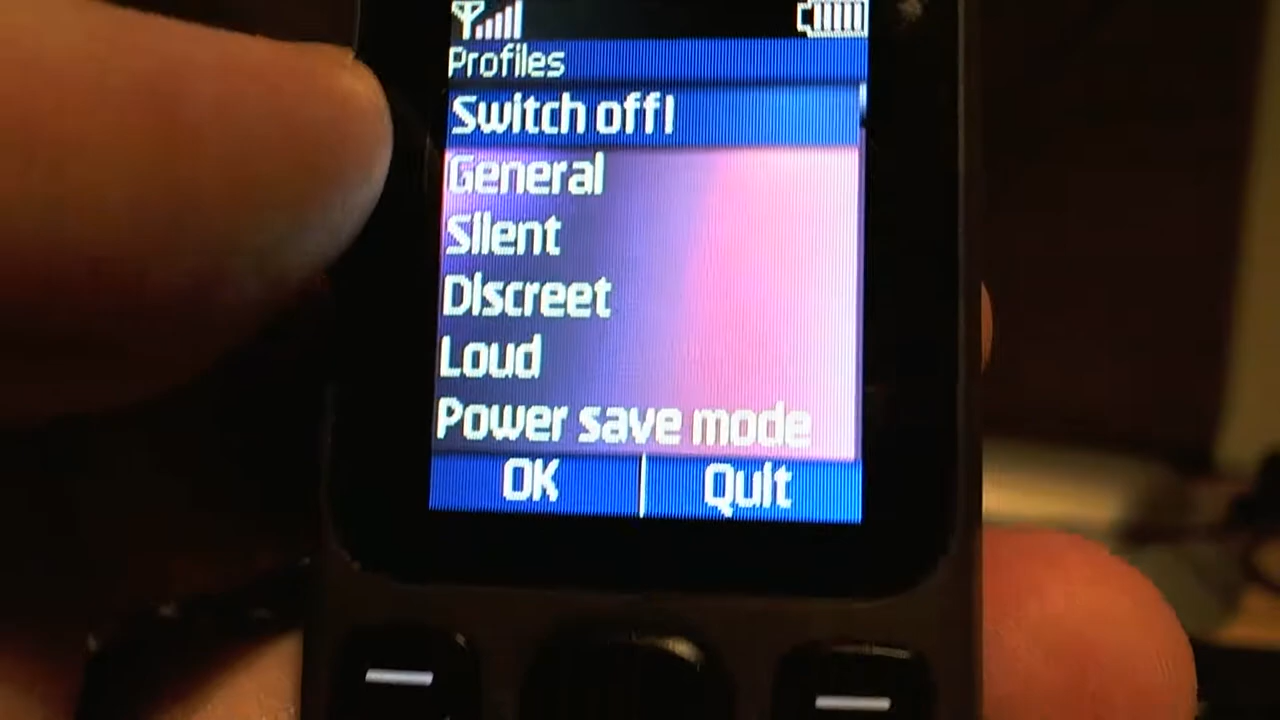 Profiles
Switch off!
General
Silent
Discreet
Loud
Power save mode
OK
Quit